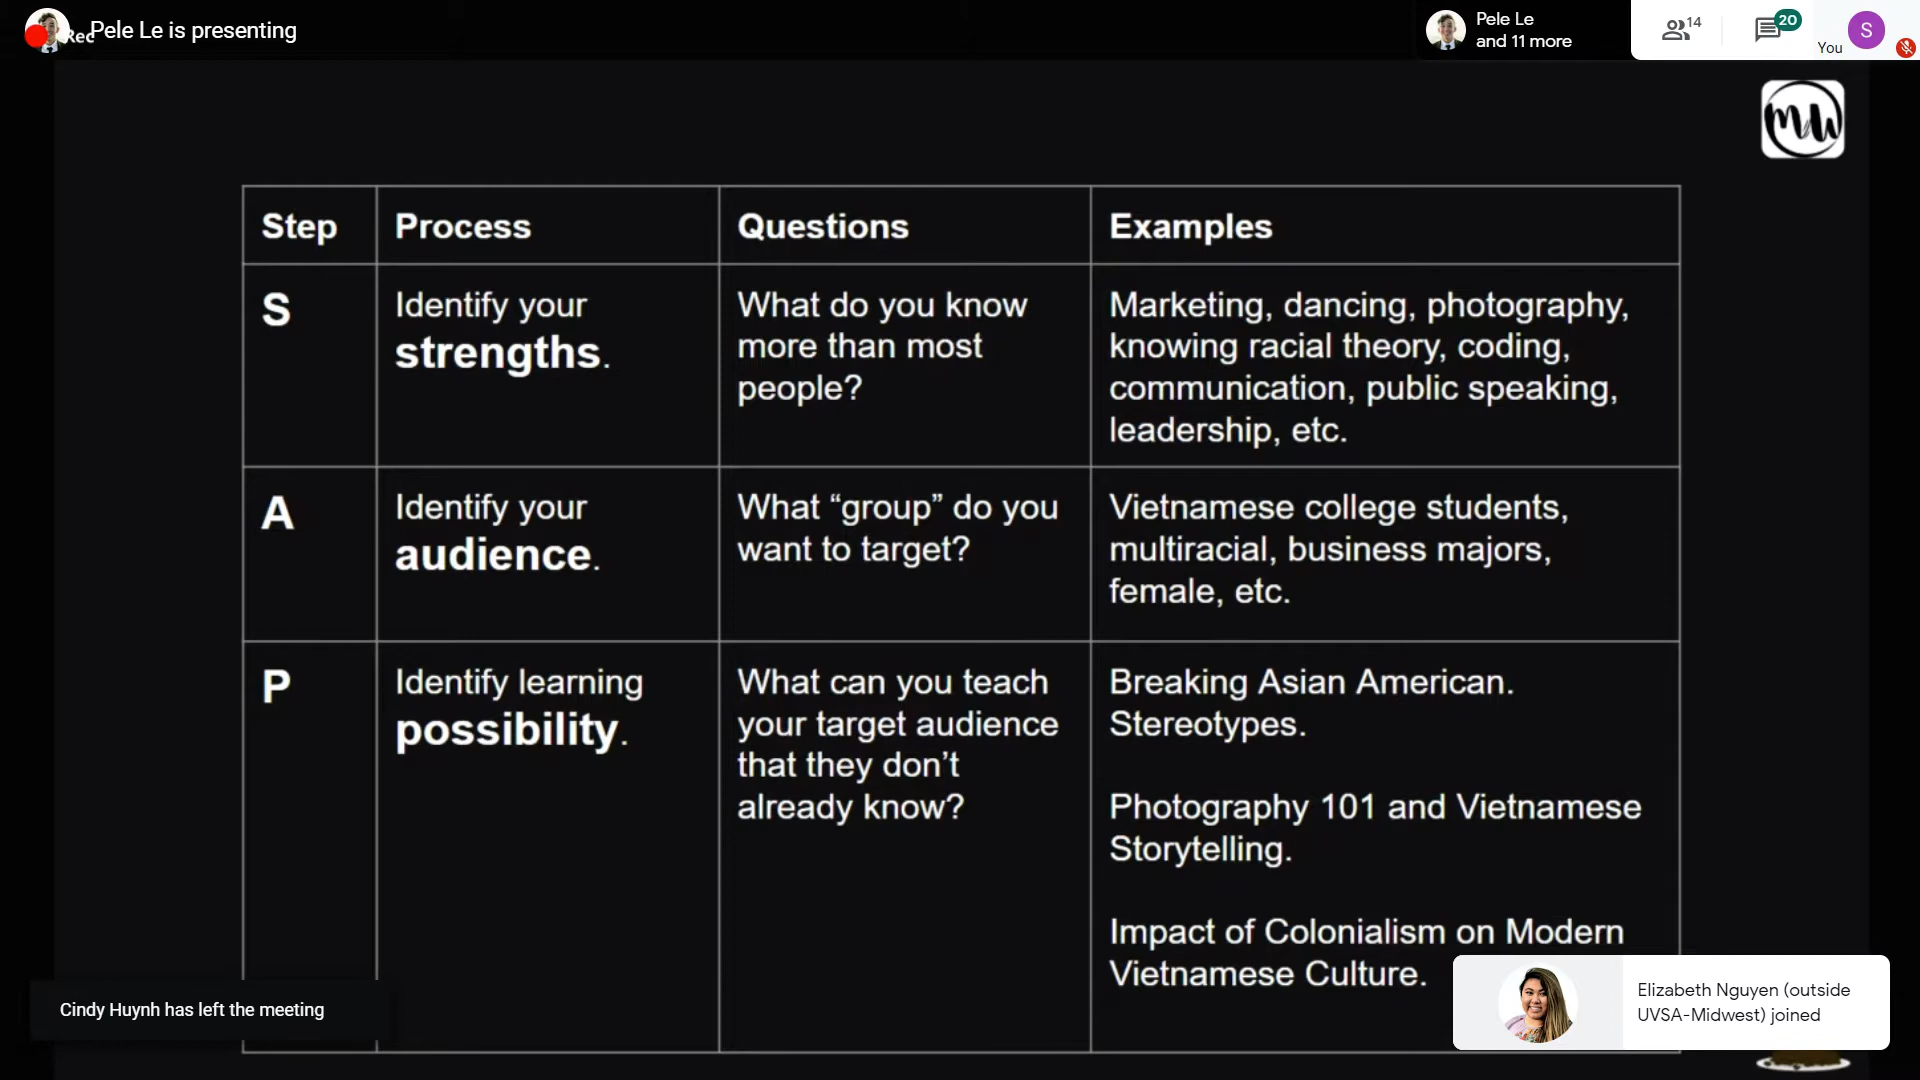 Rec
Pele Le is presenting
Pele Le
and 11 more
14
20
You
S
MW
Step
Process
Questions
Examples
S
Identify your
strengths.
What do you know
more than most
people?
Marketing, dancing, photography,
knowing racial theory, coding,
communication, public speaking,
leadership, etc.
A
Identify your
audience.
What “group” do you
want to target?
Vietnamese college students,
multiracial, business majors,
female, etc.
P
Identify learning
possibility.
What can you teach
your target audience
that they don’t
already know?
Breaking Asian American.
Stereotypes.
Photography 101 and Vietnamese
Storytelling.
Impact of Colonialism on Modern
Vietnamese Culture.
Cindy Huynh has left the meeting
Elizabeth Nguyen (outside
UVSA-Midwest) joined